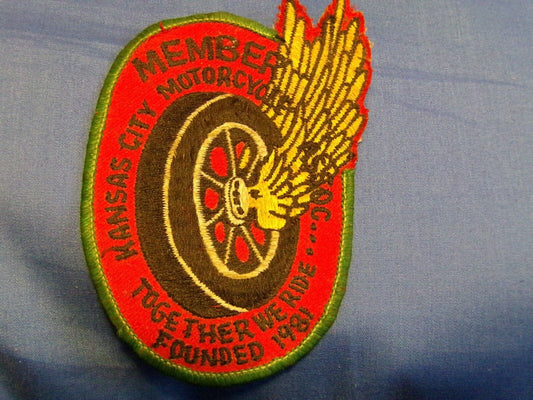 MEMBER
KANSAS CITY MOTORCYCLE ASSOC....
TOGETHER WE RIDE
FOUNDED 1981